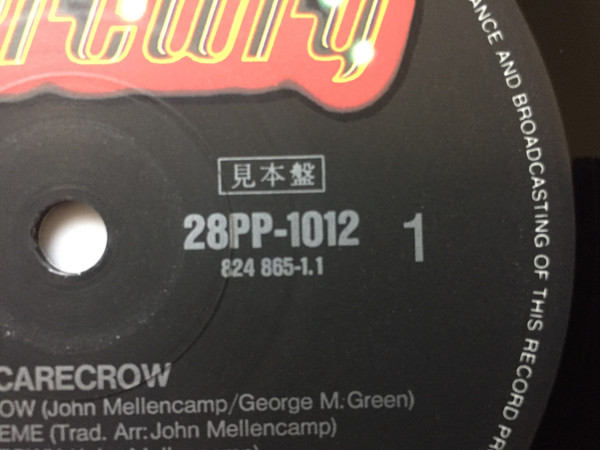 見本盤
28PP-1012
1
824 865-1.1
ANCE AND BROADCASTING OF THIS RECORD PR
CARECROW
OW (John Mellencamp/George M. Green)
EME (Trad. Arr: John Mellencamp)